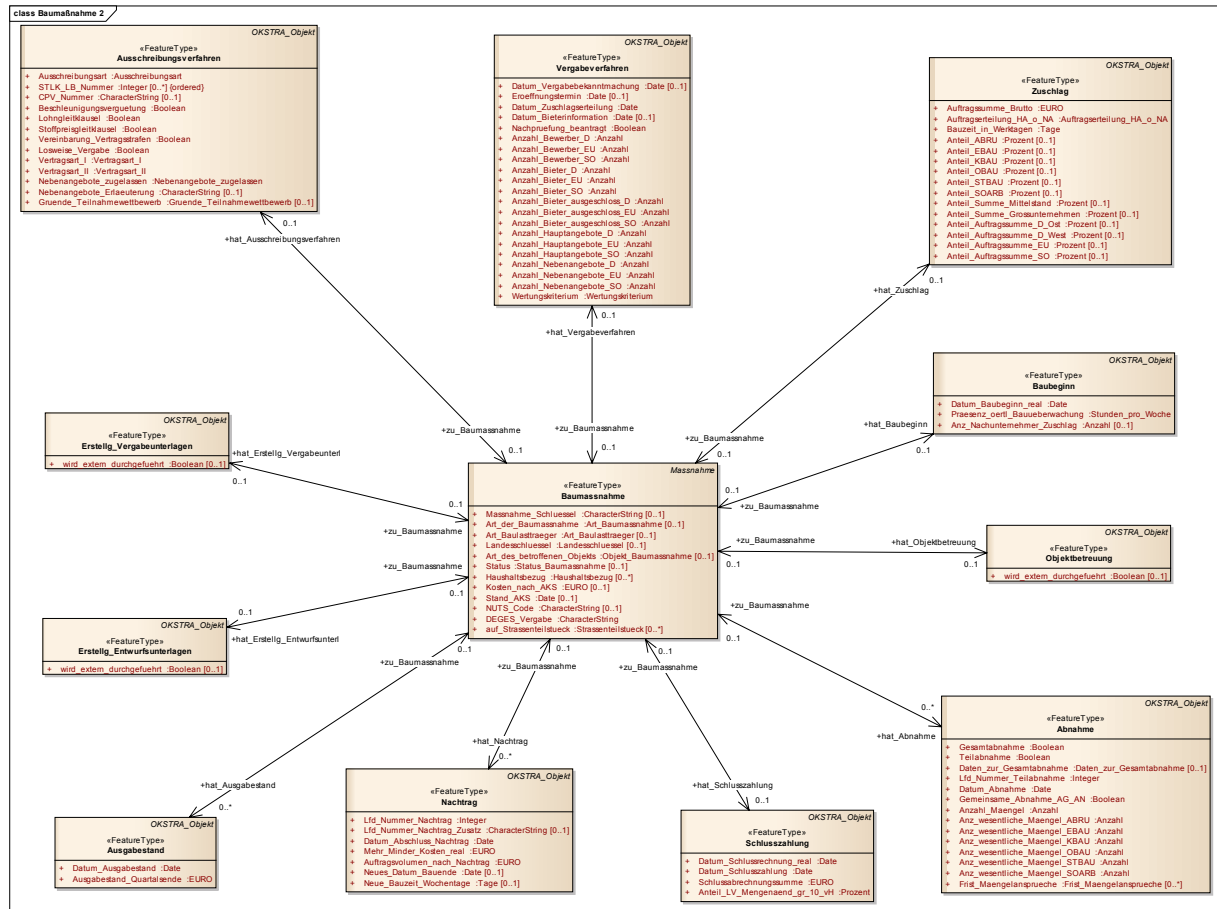 class Baumaßnahme 2
OKSTRA_Objekt
«FeatureType»
Ausschreibungsverfahren
+ Ausschreibungsart :Ausschreibungsart
+ STLK_LB_Nummer :Integer [0..*] {ordered}
+ CPV_Nummer :CharacterString [0..1]
+ Beschleunigungsverguetung :Boolean
+ Lohngleitklausel :Boolean
+ Stoffpreisgleitklausel :Boolean
+ Vereinbarung_Vertragsstrafen :Boolean
+ Losweise_Vergabe :Boolean
+ Vertragsart_I :Vertragsart_I
+ Vertragsart_II :Vertragsart_II
+ Nebenangebote_zugelassen :Nebenangebote_zugelassen
+ Nebenangebote_Erlaeuterung :CharacterString [0..1]
+ Gruende_Teilnahmewettbewerb :Gruende_Teilnahmewettbewerb [0..1]
OKSTRA_Objekt
«FeatureType»
Vergabeverfahren
+ Datum_Vergabebekanntmachung :Date [0..1]
+ Eroeffnungstermin :Date [0..1]
+ Datum_Zuschlagserteilung :Date
+ Datum_Bieterinformation :Date [0..1]
+ Nachpruefung_beantragt :Boolean
+ Anzahl_Bewerber_D :Anzahl
+ Anzahl_Bewerber_EU :Anzahl
+ Anzahl_Bewerber_SO :Anzahl
+ Anzahl_Bieter_D :Anzahl
+ Anzahl_Bieter_EU :Anzahl
+ Anzahl_Bieter_SO :Anzahl
+ Anzahl_Bieter_ausgeschloss_D :Anzahl
+ Anzahl_Bieter_ausgeschloss_EU :Anzahl
+ Anzahl_Bieter_ausgeschloss_SO :Anzahl
+ Anzahl_Hauptangebote_D :Anzahl
+ Anzahl_Hauptangebote_EU :Anzahl
+ Anzahl_Hauptangebote_SO :Anzahl
+ Anzahl_Nebenangebote_D :Anzahl
+ Anzahl_Nebenangebote_EU :Anzahl
+ Anzahl_Nebenangebote_SO :Anzahl
+ Wertungskriterium :Wertungskriterium
OKSTRA_Objekt
«FeatureType»
Zuschlag
+ Auftragssumme_Brutto :EURO
+ Auftragserteilung_HA_o_NA :Auftragserteilung_HA_o_NA
+ Bauzeit_in_Werktagen :Tage
+ Anteil_ABRU :Prozent [0..1]
+ Anteil_EBAU :Prozent [0..1]
+ Anteil_KBAU :Prozent [0..1]
+ Anteil_OBAU :Prozent [0..1]
+ Anteil_STBAU :Prozent [0..1]
+ Anteil_SOARB :Prozent [0..1]
+ Anteil_Summe_Mittelstand :Prozent [0..1]
+ Anteil_Summe_Grossunternehmen :Prozent [0..1]
+ Anteil_Auftragssumme_D_Ost :Prozent [0..1]
+ Anteil_Auftragssumme_D_West :Prozent [0..1]
+ Anteil_Auftragssumme_EU :Prozent [0..1]
+ Anteil_Auftragssumme_SO :Prozent [0..1]
0..1
+hat_Ausschreibungsverfahren
0..1
+hat_Vergabeverfahren
0..1
+hat_Zuschlag
OKSTRA_Objekt
«FeatureType»
Baubeginn
+ Datum_Baubeginn_real :Date
+ Praesenz_oertl_Bauueberwachung :Stunden_pro_Woche
+ Anz_Nachunternehmer_Zuschlag :Anzahl [0..1]
OKSTRA_Objekt
«FeatureType»
Erstellg_Vergabeunterlagen
+ wird_extern_durchgefuehrt :Boolean [0..1]
+zu_Baumassnahme
0..1
+zu_Baumassnahme
0..1
+zu_Baumassnahme
0..1
+hat_Baubeginn
0..1
+hat_Erstellg_Vergabeunterl
0..1
0..1
+zu_Baumassnahme
0..1
+zu_Baumassnahme
Massnahme
«FeatureType»
Baumassnahme
+ Massnahme_Schluessel :CharacterString [0..1]
+ Art_der_Baumassnahme :Art_Baumassnahme [0..1]
+ Art_Baulasttraeger :Art_Baulasttraeger [0..1]
+ Landesschluessel :Landesschluessel [0..1]
+ Art_des_betroffenen_Objekts :Objekt_Baumassnahme [0..1]
+ Status :Status_Baumassnahme [0..1]
+ Haushaltsbezug :Haushaltsbezug [0..*]
+ Kosten_nach_AKS :EURO [0..1]
+ Stand_AKS :Date [0..1]
+ NUTS_Code :CharacterString [0..1]
+ DEGES_Vergabe :CharacterString
+ auf_Strassenteilstueck :Strassenteilstueck [0..*]
+zu_Baumassnahme
0..1
+hat_Objektbetreuung
0..1
OKSTRA_Objekt
«FeatureType»
Objektbetreuung
+ wird_extern_durchgefuehrt :Boolean [0..1]
+zu_Baumassnahme
0..1
0..1
+hat_Erstellg_Entwurfsunterl
OKSTRA_Objekt
«FeatureType»
Erstellg_Entwurfsunterlagen
+ wird_extern_durchgefuehrt :Boolean [0..1]
+zu_Baumassnahme
0..1
+zu_Baumassnahme
0..1
+zu_Baumassnahme
0..1
+zu_Baumassnahme
0..1
+hat_Ausgabestand
0..*
+hat_Nachtrag
0..*
+hat_Schlusszahlung
0..1
0..*
+hat_Abnahme
OKSTRA_Objekt
«FeatureType»
Ausgabestand
+ Datum_Ausgabestand :Date
+ Ausgabestand_Quartalsende :EURO
OKSTRA_Objekt
«FeatureType»
Nachtrag
+ Lfd_Nummer_Nachtrag :Integer
+ Lfd_Nummer_Nachtrag_Zusatz :CharacterString [0..1]
+ Datum_Abschluss_Nachtrag :Date
+ Mehr_Minder_Kosten_real :EURO
+ Auftragsvolumen_nach_Nachtrag :EURO
+ Neues_Datum_Bauende :Date [0..1]
+ Neue_Bauzeit_Wochentage :Tage [0..1]
OKSTRA_Objekt
«FeatureType»
Schlusszahlung
+ Datum_Schlussrechnung_real :Date
+ Datum_Schlusszahlung :Date
+ Schlussabrechnungssumme :EURO
+ Anteil_LV_Mengenaend_gr_10_vH :Prozent
OKSTRA_Objekt
«FeatureType»
Abnahme
+ Gesamtabnahme :Boolean
+ Teilabnahme :Boolean
+ Daten_zur_Gesamtabnahme :Daten_zur_Gesamtabnahme [0..1]
+ Lfd_Nummer_Teilabnahme :Integer
+ Datum_Abnahme :Date
+ Gemeinsame_Abnahme_AG_AN :Boolean
+ Anzahl_Maengel :Anzahl
+ Anz_wesentliche_Maengel_ABRU :Anzahl
+ Anz_wesentliche_Maengel_EBAU :Anzahl
+ Anz_wesentliche_Maengel_KBAU :Anzahl
+ Anz_wesentliche_Maengel_OBAU :Anzahl
+ Anz_wesentliche_Maengel_STBAU :Anzahl
+ Anz_wesentliche_Maengel_SOARB :Anzahl
+ Frist_Maengelansprueche :Frist_Maengelansprueche [0..*]